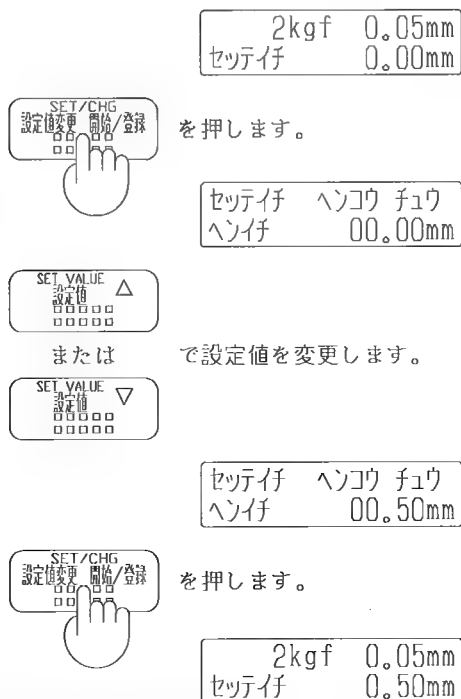 2kgf 0.05mm
セッテイチ 0.00mm
SET/CHG
設定値変更 開始/登録
を押します。
セッテイチ ヘンコウ チュウ
ヘンイチ 00.00mm
SET VALUE
設定値 △
または
で設定値を変更します。
SET VALUE
設定値 ▽
セッテイチ ヘンコウ チュウ
ヘンイチ 00.50mm
SET/CHG
設定値変更 開始/登録
を押します。
2kgf 0.05mm
セッテイチ 0.50mm